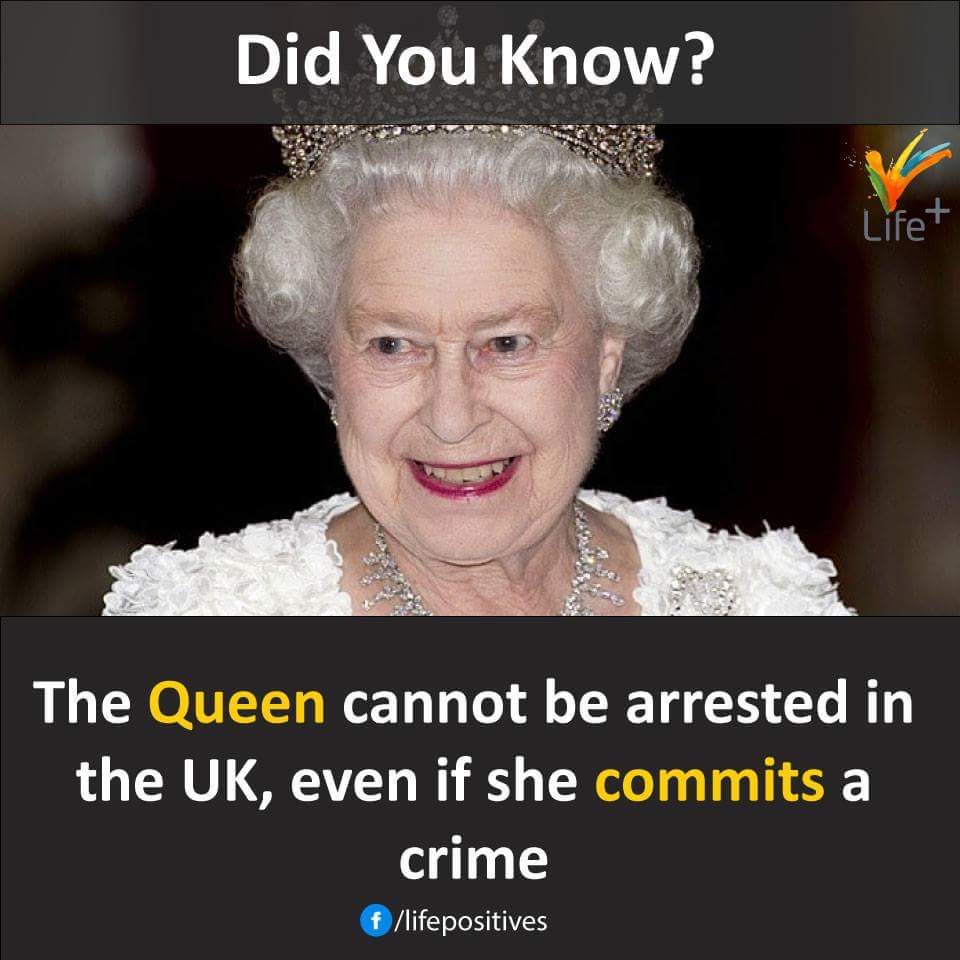 Did You Know?
Life+
The Queen cannot be arrested in
the UK, even if she commits a
crime
f/lifepositives